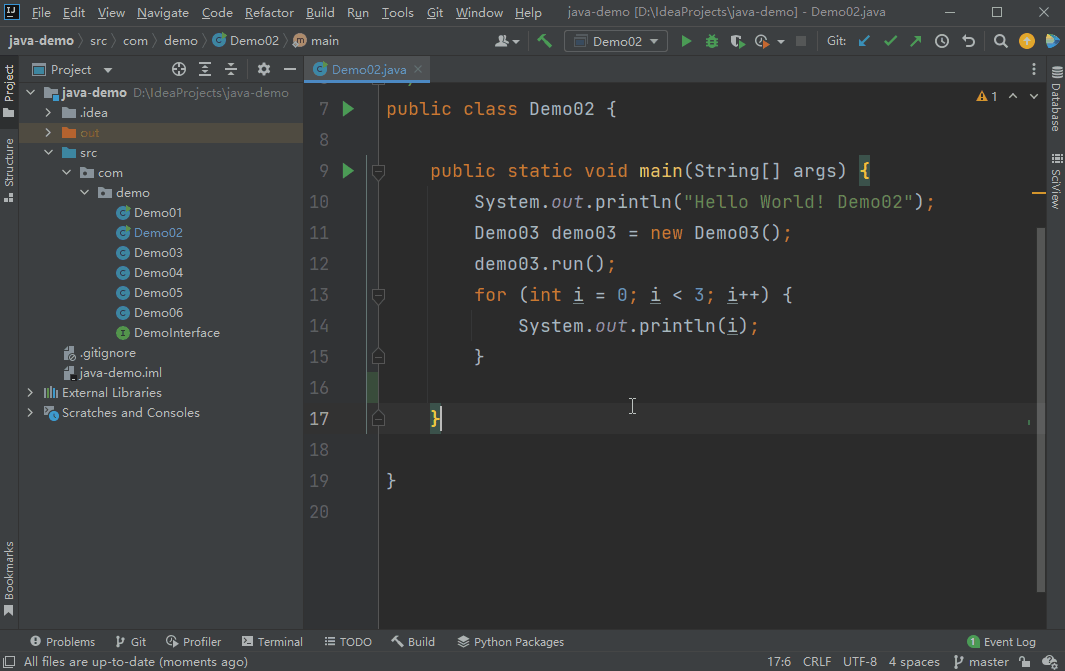 File Edit View Navigate Code Refactor Build Run Tools Git Window Help java-demo [D:\IdeaProjects\java-demo] - Demo02.java
java-demo src com demo Demo02 main Demo02 Git:
Project Demo02.java
Project
Structure
Bookmarks
java-demo D:\IdeaProjects\java-demo
.idea
out
src
com
demo
Demo01
Demo02
Demo03
Demo04
Demo05
Demo06
DemoInterface
.gitignore
java-demo.iml
External Libraries
Scratches and Consoles
1
7 public class Demo02 {
8
9 public static void main(String[] args) {
10 System.out.println("Hello World! Demo02");
11 Demo03 demo03 = new Demo03();
12 demo03.run();
13 for (int i = 0; i < 3; i++) {
14 System.out.println(i);
15 }
16
17 }
18
19 }
20
Database
SciView
Problems Git Profiler Terminal TODO Build Python Packages 1 Event Log
All files are up-to-date (moments ago) 17:6 CRLF UTF-8 4 spaces master